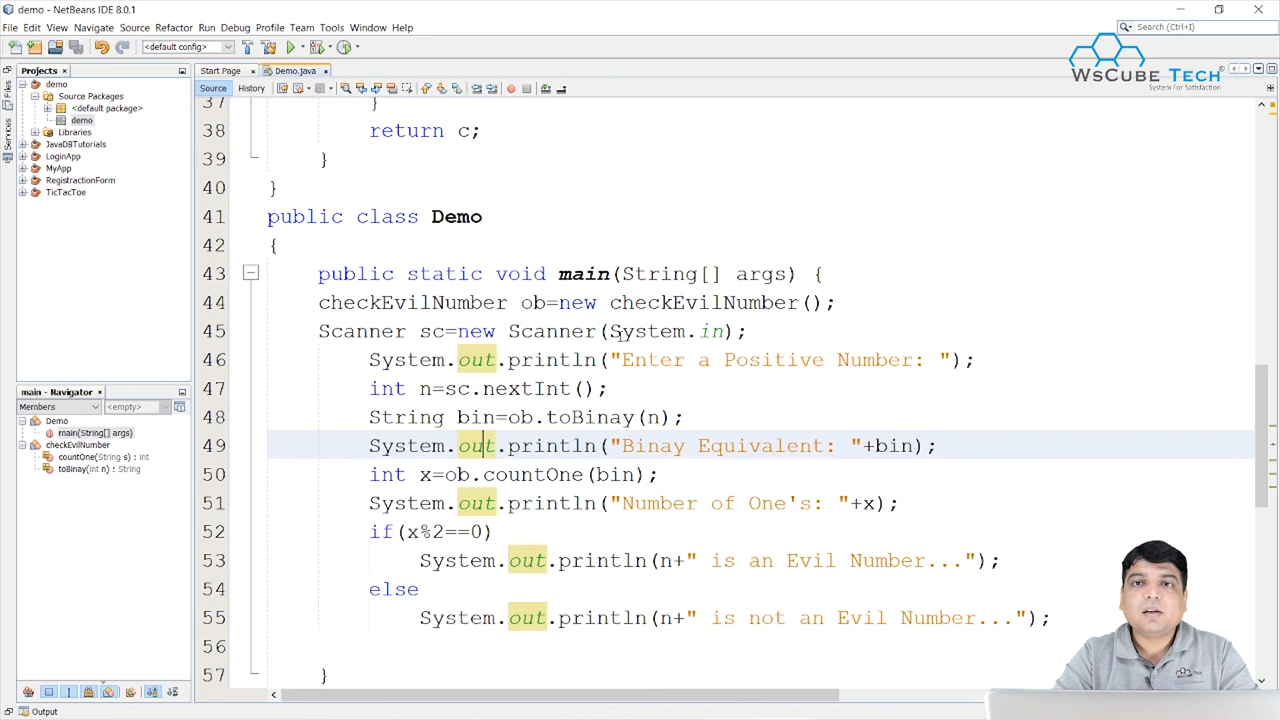 demo - NetBeans IDE 8.0.1
File Edit View Navigate Source Refactor Run Debug Profile Team Tools Window Help
Search (Ctrl+I)
<default config>
WsCube Tech
System For Satisfaction
Projects
Start Page
Demo.java
Source
History
Files
Services
demo
Source Packages
<default package>
demo
Libraries
JavaDBTutorials
LoginApp
MyApp
RegistractionForm
TicTacToe
37 }
38 return c;
39 }
40 }
41 public class Demo
42 {
43 public static void main(String[] args) {
44 checkEvilNumber ob=new checkEvilNumber();
45 Scanner sc=new Scanner(System.in);
46 System.out.println("Enter a Positive Number: ");
47 int n=sc.nextInt();
48 String bin=ob.toBinay(n);
49 System.out.println("Binay Equivalent: "+bin);
50 int x=ob.countOne(bin);
51 System.out.println("Number of One's: "+x);
52 if(x%2==0)
53 System.out.println(n+" is an Evil Number...");
54 else
55 System.out.println(n+" is not an Evil Number...");
56
57 }
main - Navigator
Members
<empty>
Demo
main(String[] args)
checkEvilNumber
countOne(String s) : int
toBinay(int n) : String
Output